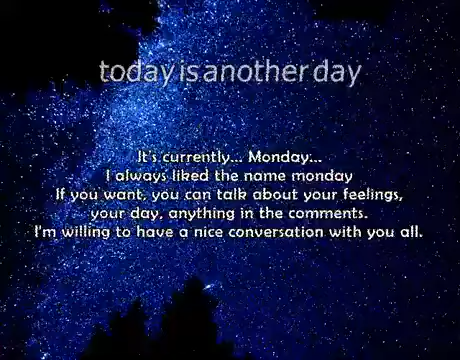 today is another day
It's currently... Monday...
I always liked the name monday
If you want, you can talk about your feelings,
your day, anything in the comments.
I'm willing to have a nice conversation with you all.